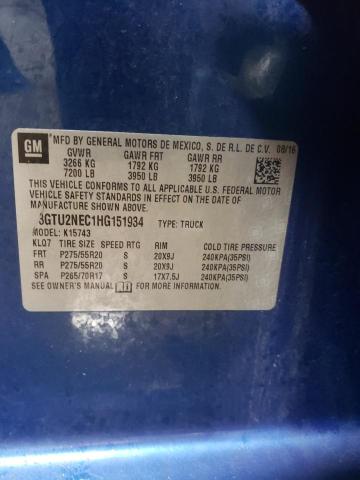 GM
*MFD BY GENERAL MOTORS DE MEXICO, S. DE R.L. DE C.V. 08/16
GVWR GAWR FRT GAWR RR
3266 KG 1792 KG 1792 KG
7200 LB 3950 LB 3950 LB
THIS VEHICLE CONFORMS TO ALL APPLICABLE U.S. FEDERAL MOTOR
VEHICLE SAFETY STANDARDS IN EFFECT ON THE DATE OF
MANUFACTURE SHOWN ABOVE.
3GTU2NEC1HG151934 TYPE: TRUCK
MODEL: K15743
KLQ7 TIRE SIZE SPEED RTG RIM COLD TIRE PRESSURE
FRT P275/55R20 S 20X9J 240KPA(35PSI)
RR P275/55R20 S 20X9J 240KPA(35PSI)
SPA P265/70R17 S 17X7.5J 240KPA(35PSI)
SEE OWNER'S MANUAL FOR MORE INFORMATION.